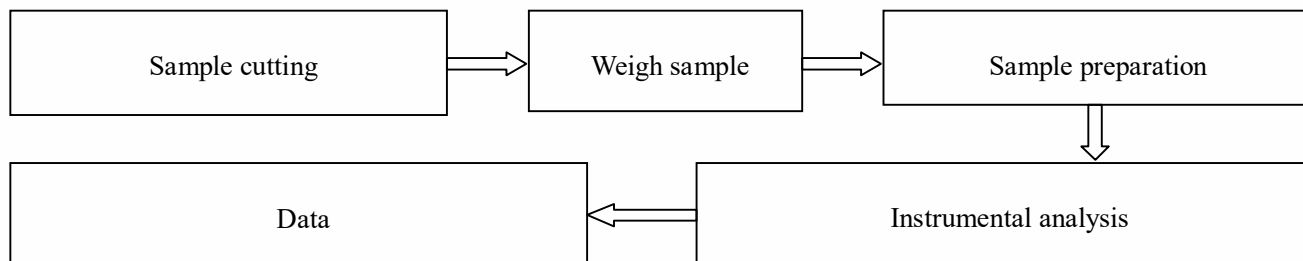 Sample cutting
Weigh sample
Sample preparation
Instrumental analysis
Data